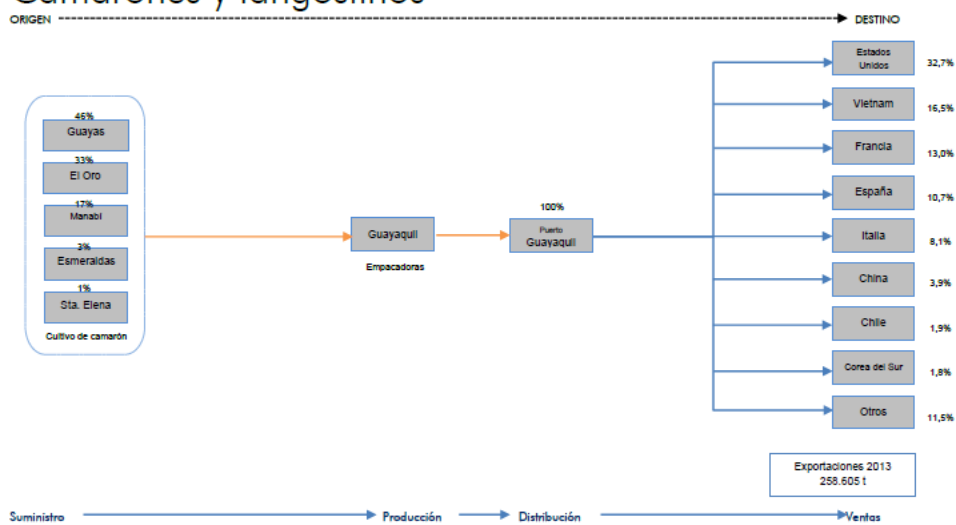 Camarones y langostinos
ORIGEN
DESTINO
46%
Guayas
33%
El Oro
17%
Manabí
3%
Esmeraldas
1%
Sta. Elena
Cultivo de camarón
Guayaquil
Empacadoras
100%
Puerto
Guayaquil
Estados
Unidos
32,7%
Vietnam
16,5%
Francia
13,0%
España
10,7%
Italia
8,1%
China
3,9%
Chile
1,9%
Corea del Sur
1,8%
Otros
11,5%
Exportaciones 2013
258.605 t
Suministro
Producción
Distribución
Ventas